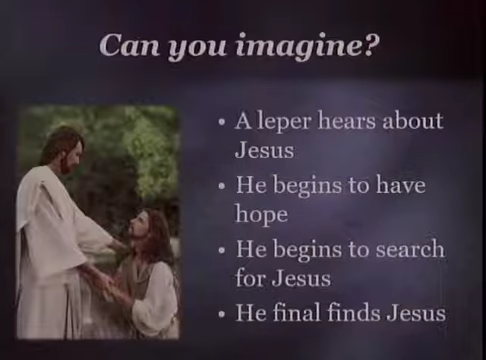 Can you imagine?
• A leper hears about
Jesus
• He begins to have
hope
• He begins to search
for Jesus
• He final finds Jesus